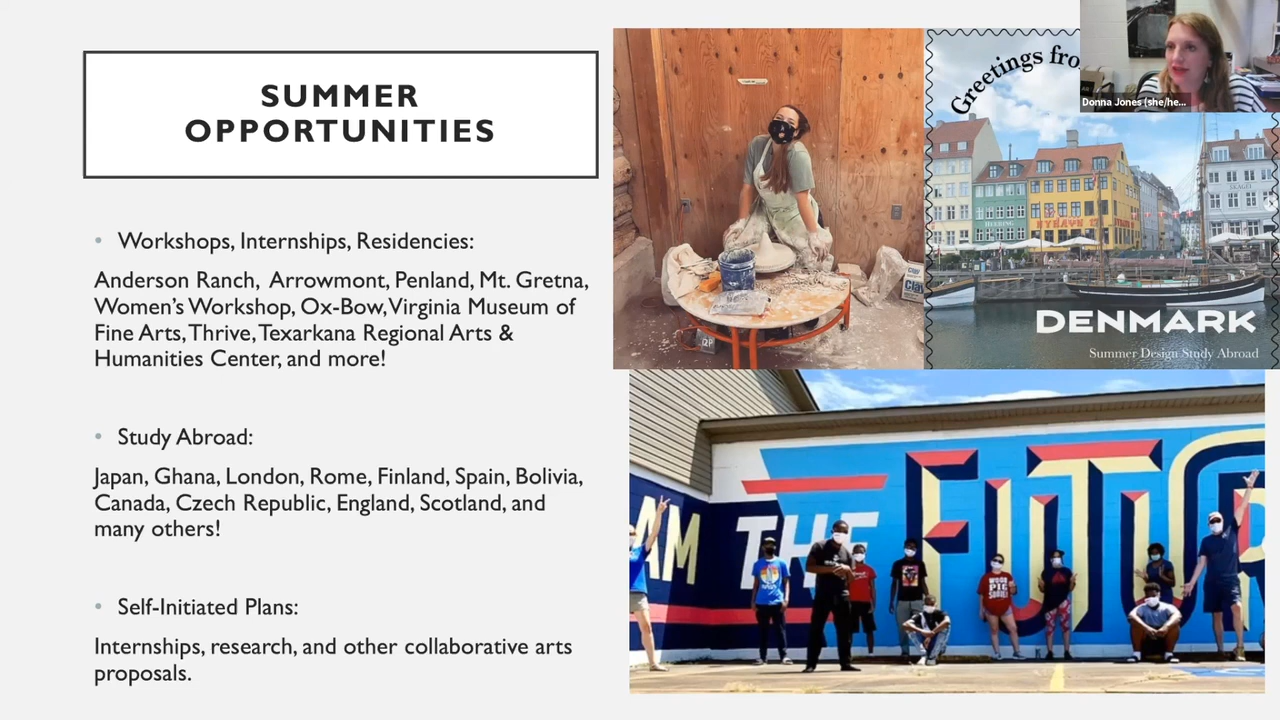 SUMMER
OPPORTUNITIES
• Workshops, Internships, Residencies:
Anderson Ranch, Arrowmont, Penland, Mt. Gretna,
Women's Workshop, Ox-Bow, Virginia Museum of
Fine Arts, Thrive, Texarkana Regional Arts &
Humanities Center, and more!
• Study Abroad:
Japan, Ghana, London, Rome, Finland, Spain, Bolivia,
Canada, Czech Republic, England, Scotland, and
many others!
• Self-Initiated Plans:
Internships, research, and other collaborative arts
proposals.
Greetings fro
Donna Jones (she/he...
NYHAVN 17
DENMARK
Summer Design Study Abroad
AM THE FUTUR